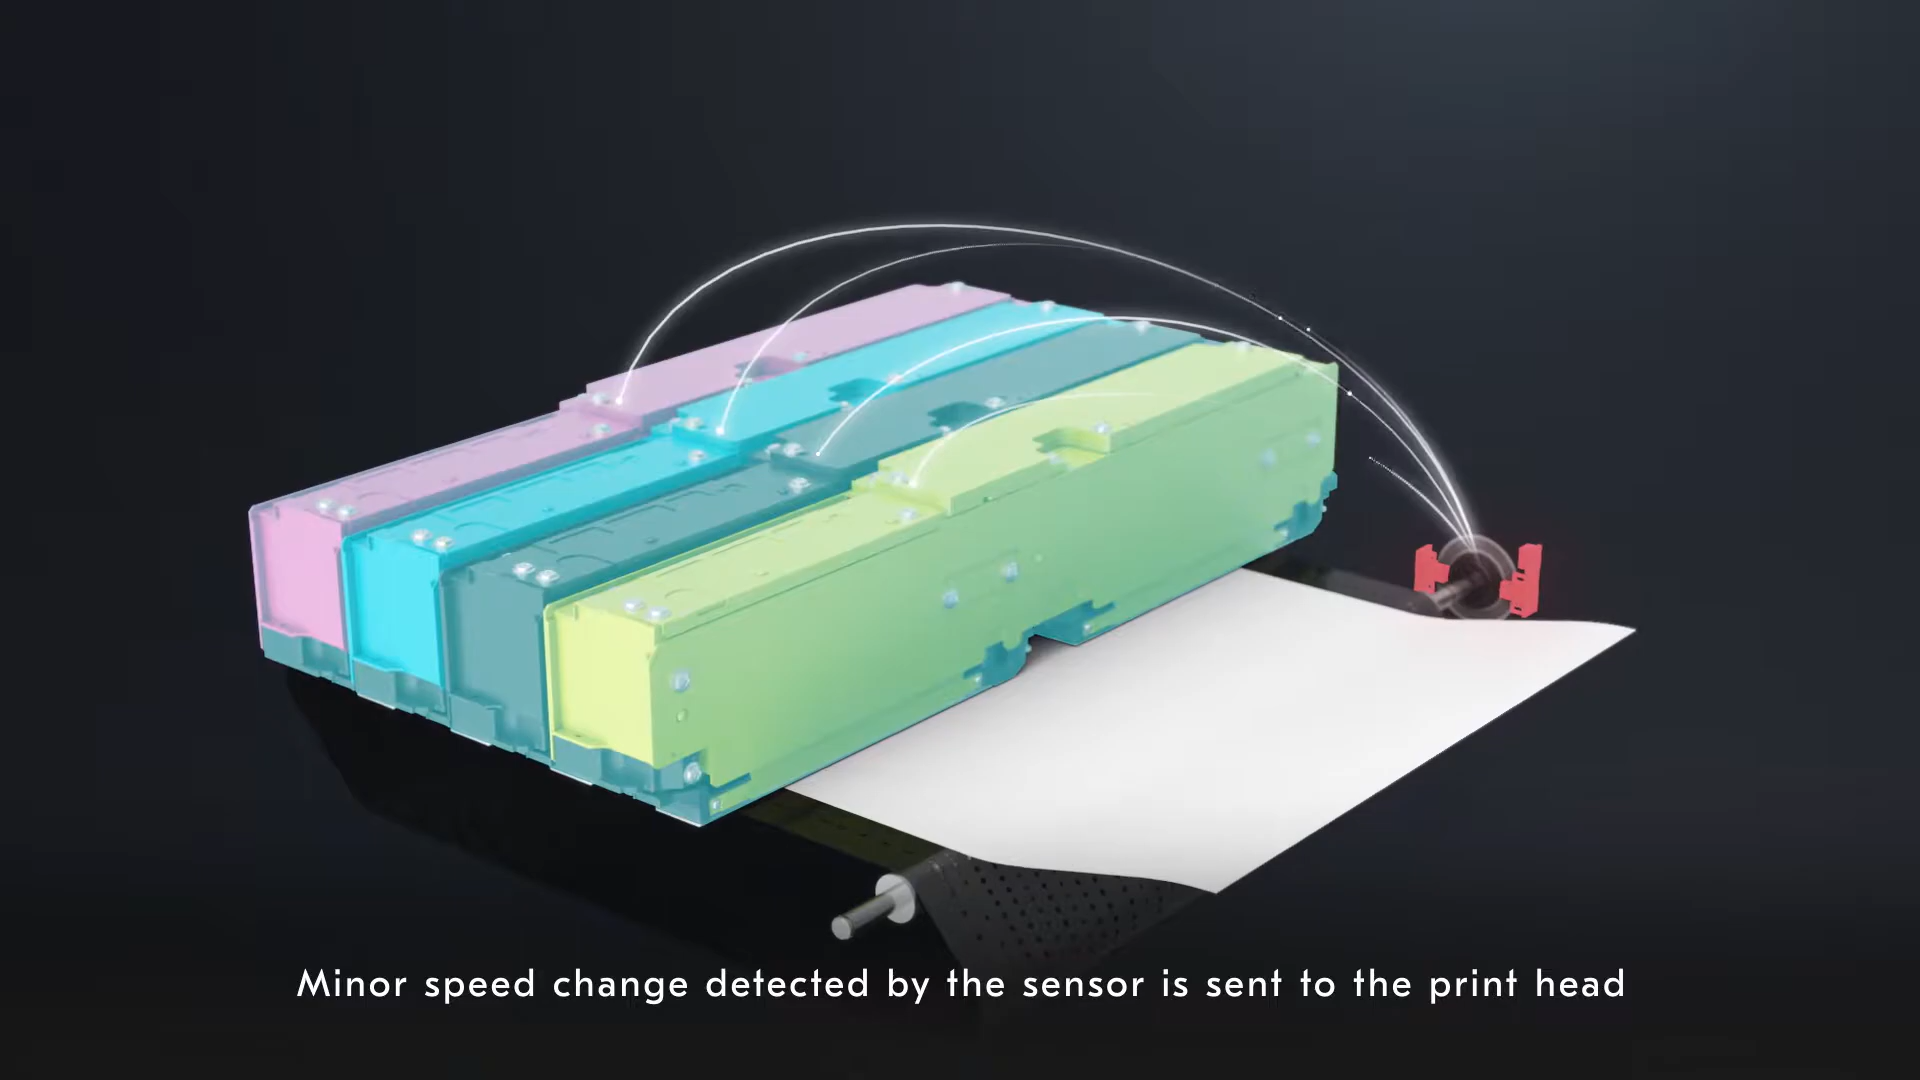 Minor speed change detected by the sensor is sent to the print head